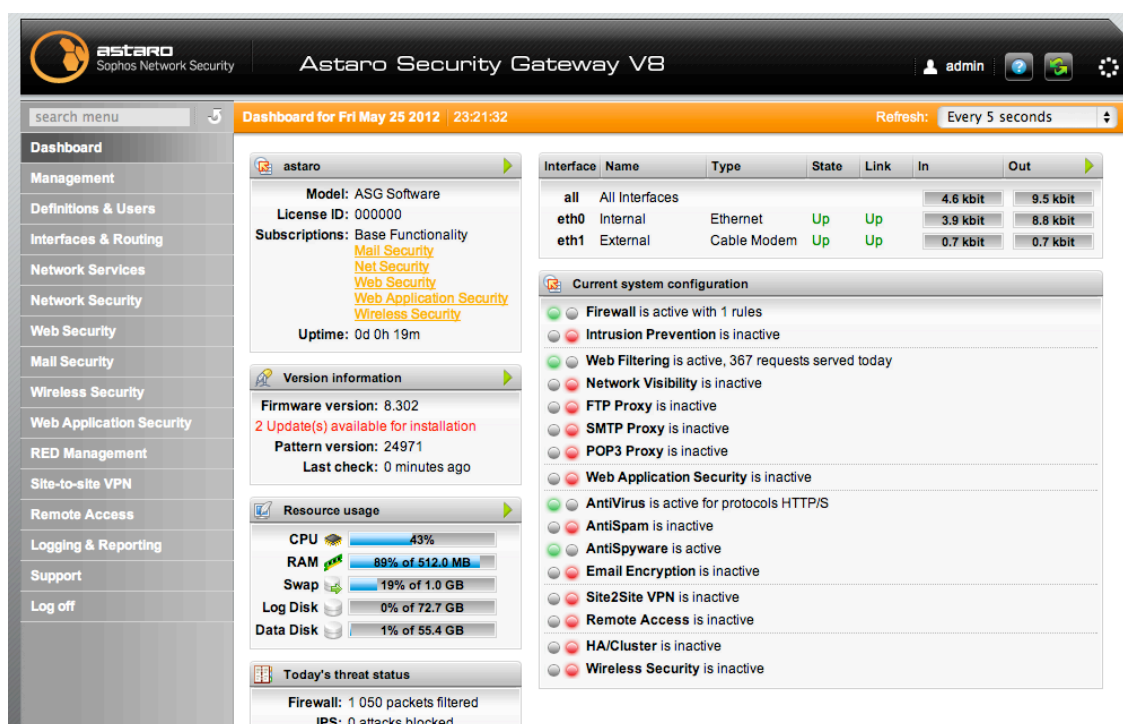 astaro
Sophos Network Security
Astaro Security Gateway V8
admin
search menu
Dashboard for Fri May 25 2012 | 23:21:32
Refresh: Every 5 seconds
Dashboard
Management
Definitions & Users
Interfaces & Routing
Network Services
Network Security
Web Security
Mail Security
Wireless Security
Web Application Security
RED Management
Site-to-site VPN
Remote Access
Logging & Reporting
Support
Log off
astaro
Model: ASG Software
License ID: 000000
Subscriptions: Base Functionality
Mail Security
Net Security
Web Security
Web Application Security
Wireless Security
Uptime: 0d 0h 19m
Version information
Firmware version: 8.302
2 Update(s) available for installation
Pattern version: 24971
Last check: 0 minutes ago
Resource usage
CPU 43%
RAM 89% of 512.0 MB
Swap 19% of 1.0 GB
Log Disk 0% of 72.7 GB
Data Disk 1% of 55.4 GB
Today's threat status
Firewall: 1 050 packets filtered
IPS: 0 attacks blocked
Interface Name Type State Link In Out
all All Interfaces 4.6 kbit 9.5 kbit
eth0 Internal Ethernet Up Up 3.9 kbit 8.8 kbit
eth1 External Cable Modem Up Up 0.7 kbit 0.7 kbit
Current system configuration
Firewall is active with 1 rules
Intrusion Prevention is inactive
Web Filtering is active, 367 requests served today
Network Visibility is inactive
FTP Proxy is inactive
SMTP Proxy is inactive
POP3 Proxy is inactive
Web Application Security is inactive
AntiVirus is active for protocols HTTP/S
AntiSpam is inactive
AntiSpyware is active
Email Encryption is inactive
Site2Site VPN is inactive
Remote Access is inactive
HA/Cluster is inactive
Wireless Security is inactive